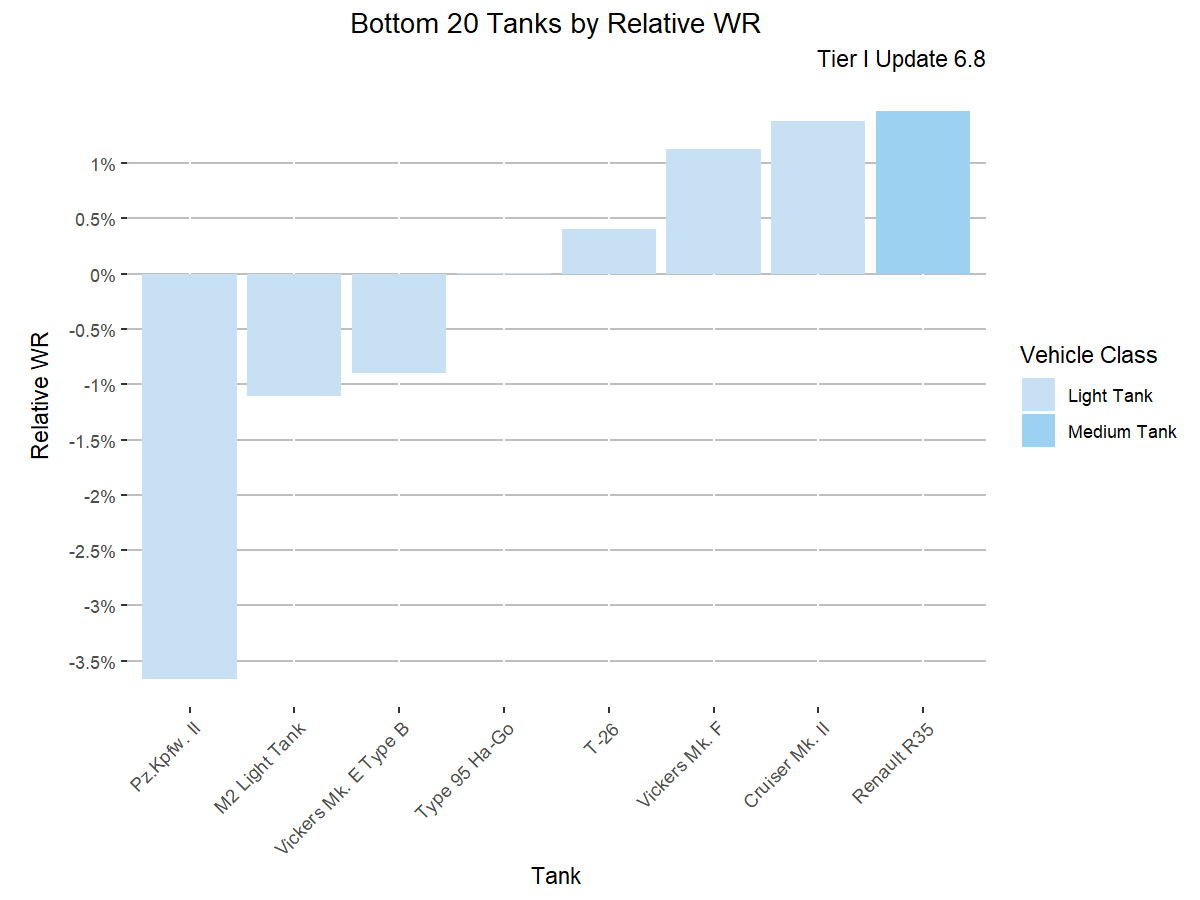 Bottom 20 Tanks by Relative WR
Tier I Update 6.8
1%
0.5%
0%
-0.5%
-1%
-1.5%
-2%
-2.5%
-3%
-3.5%
Relative WR
Pz.Kpfw. II
M2 Light Tank
Vickers Mk. E Type B
Type 95 Ha-Go
T-26
Vickers Mk. F
Cruiser Mk. II
Renault R35
Tank
Vehicle Class
Light Tank
Medium Tank